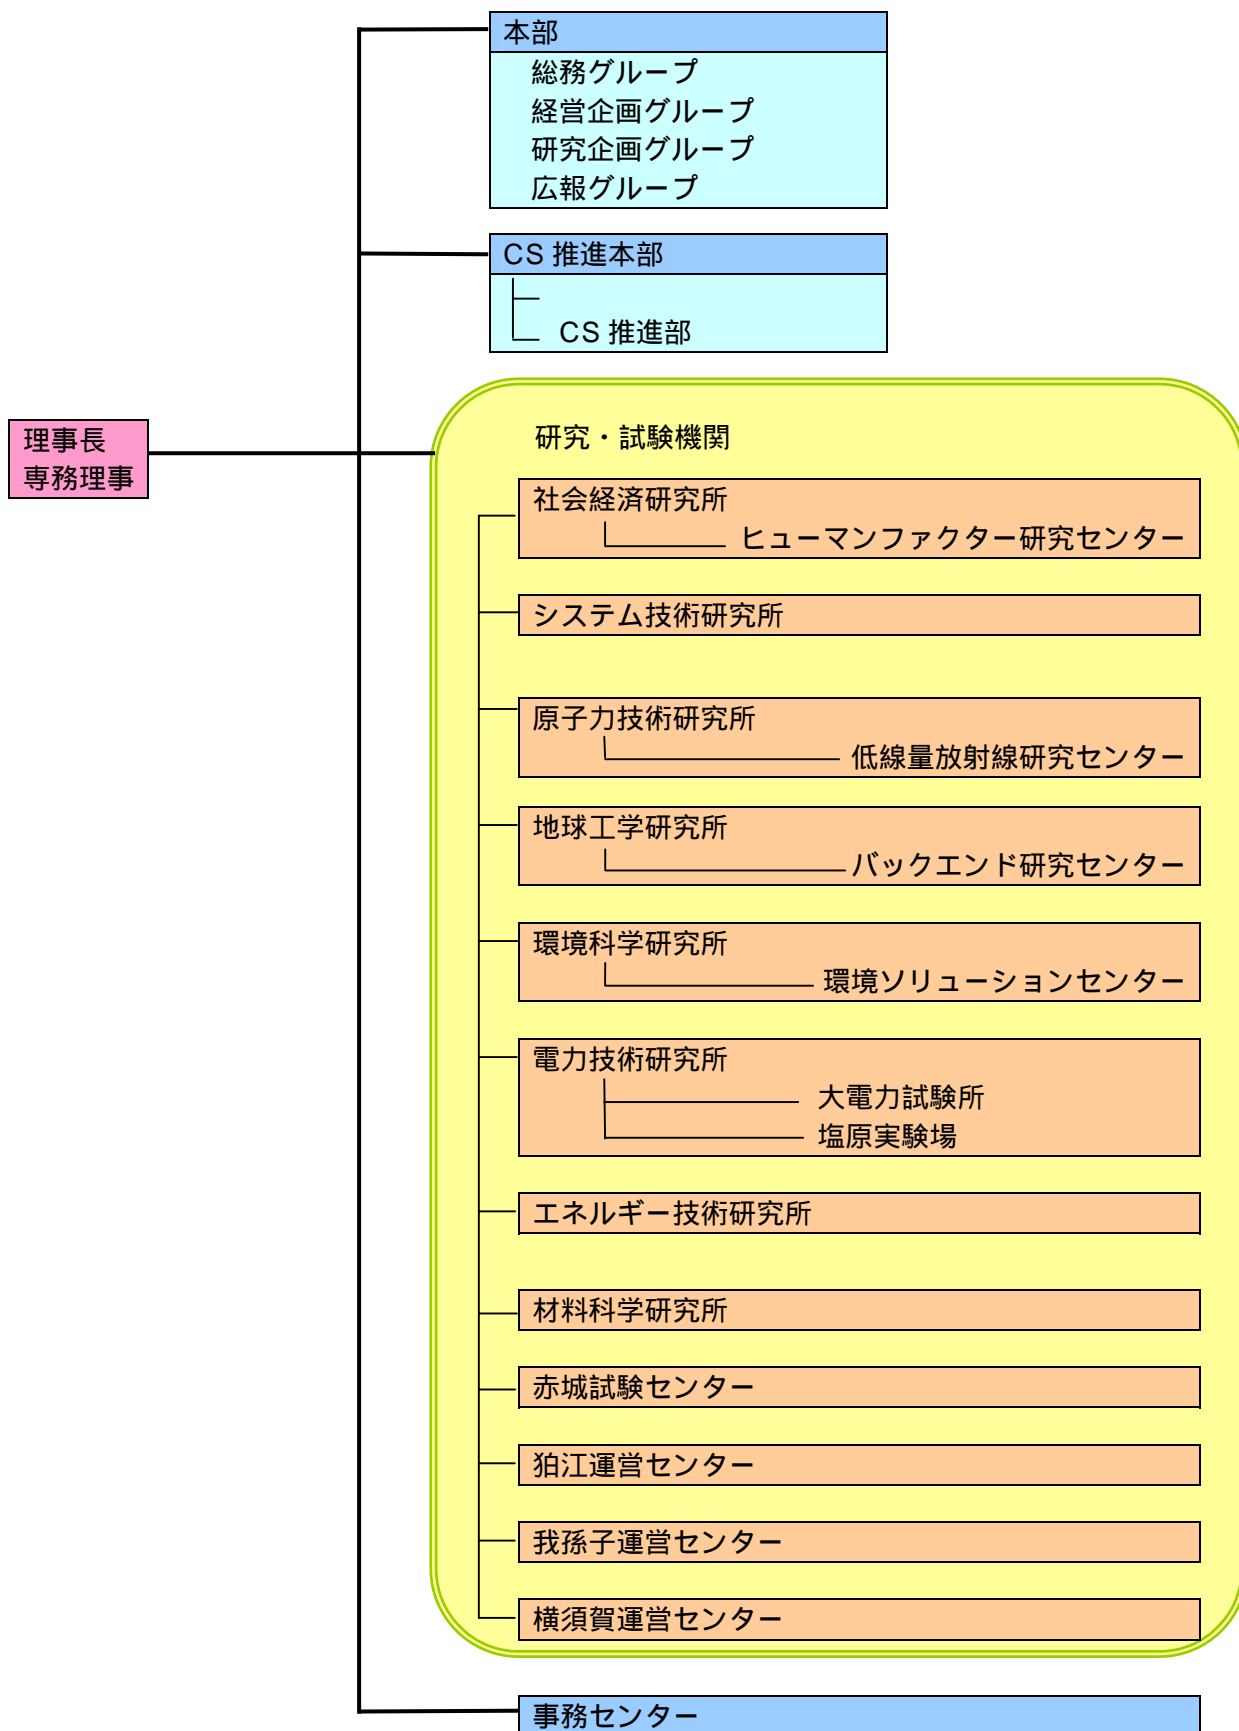 本部
総務グループ
経営企画グループ
研究企画グループ
広報グループ
CS 推進本部
CS 推進部
理事長
専務理事
研究・試験機関
社会経済研究所
ヒューマンファクター研究センター
システム技術研究所
原子力技術研究所
低線量放射線研究センター
地球工学研究所
バックエンド研究センター
環境科学研究所
環境ソリューションセンター
電力技術研究所
大電力試験所
塩原実験場
エネルギー技術研究所
材料科学研究所
赤城試験センター
狛江運営センター
我孫子運営センター
横須賀運営センター
事務センター